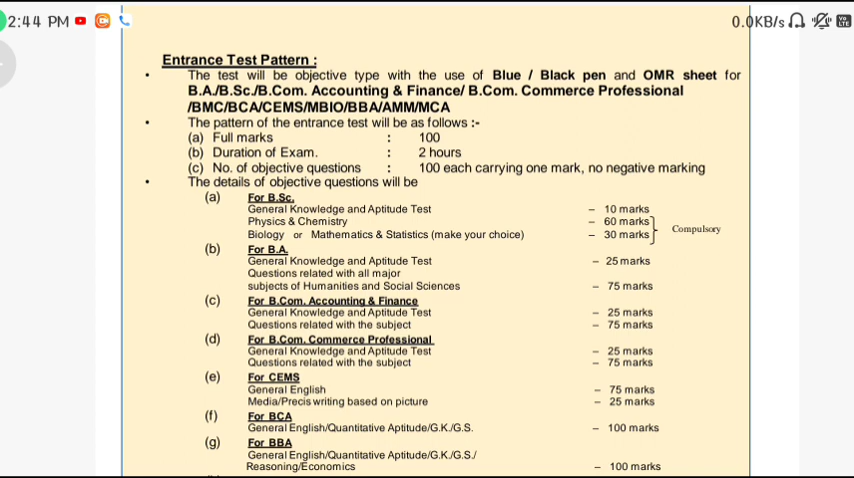 2:44 PM
0.0KB/s
Entrance Test Pattern :
• The test will be objective type with the use of Blue / Black pen and OMR sheet for
B.A./B.Sc./B.Com. Accounting & Finance/ B.Com. Commerce Professional
/BMC/BCA/CEMS/MBIO/BBA/AMM/MCA
• The pattern of the entrance test will be as follows :-
(a) Full marks : 100
(b) Duration of Exam. : 2 hours
(c) No. of objective questions : 100 each carrying one mark, no negative marking
• The details of objective questions will be
(a) For B.Sc.
General Knowledge and Aptitude Test – 10 marks
Physics & Chemistry – 60 marks
Biology or Mathematics & Statistics (make your choice) – 30 marks
Compulsory
(b) For B.A.
General Knowledge and Aptitude Test – 25 marks
Questions related with all major
subjects of Humanities and Social Sciences – 75 marks
(c) For B.Com. Accounting & Finance
General Knowledge and Aptitude Test – 25 marks
Questions related with the subject – 75 marks
(d) For B.Com. Commerce Professional
General Knowledge and Aptitude Test – 25 marks
Questions related with the subject – 75 marks
(e) For CEMS
General English – 75 marks
Media/Precis writing based on picture – 25 marks
(f) For BCA
General English/Quantitative Aptitude/G.K./G.S. – 100 marks
(g) For BBA
General English/Quantitative Aptitude/G.K./G.S./
Reasoning/Economics – 100 marks